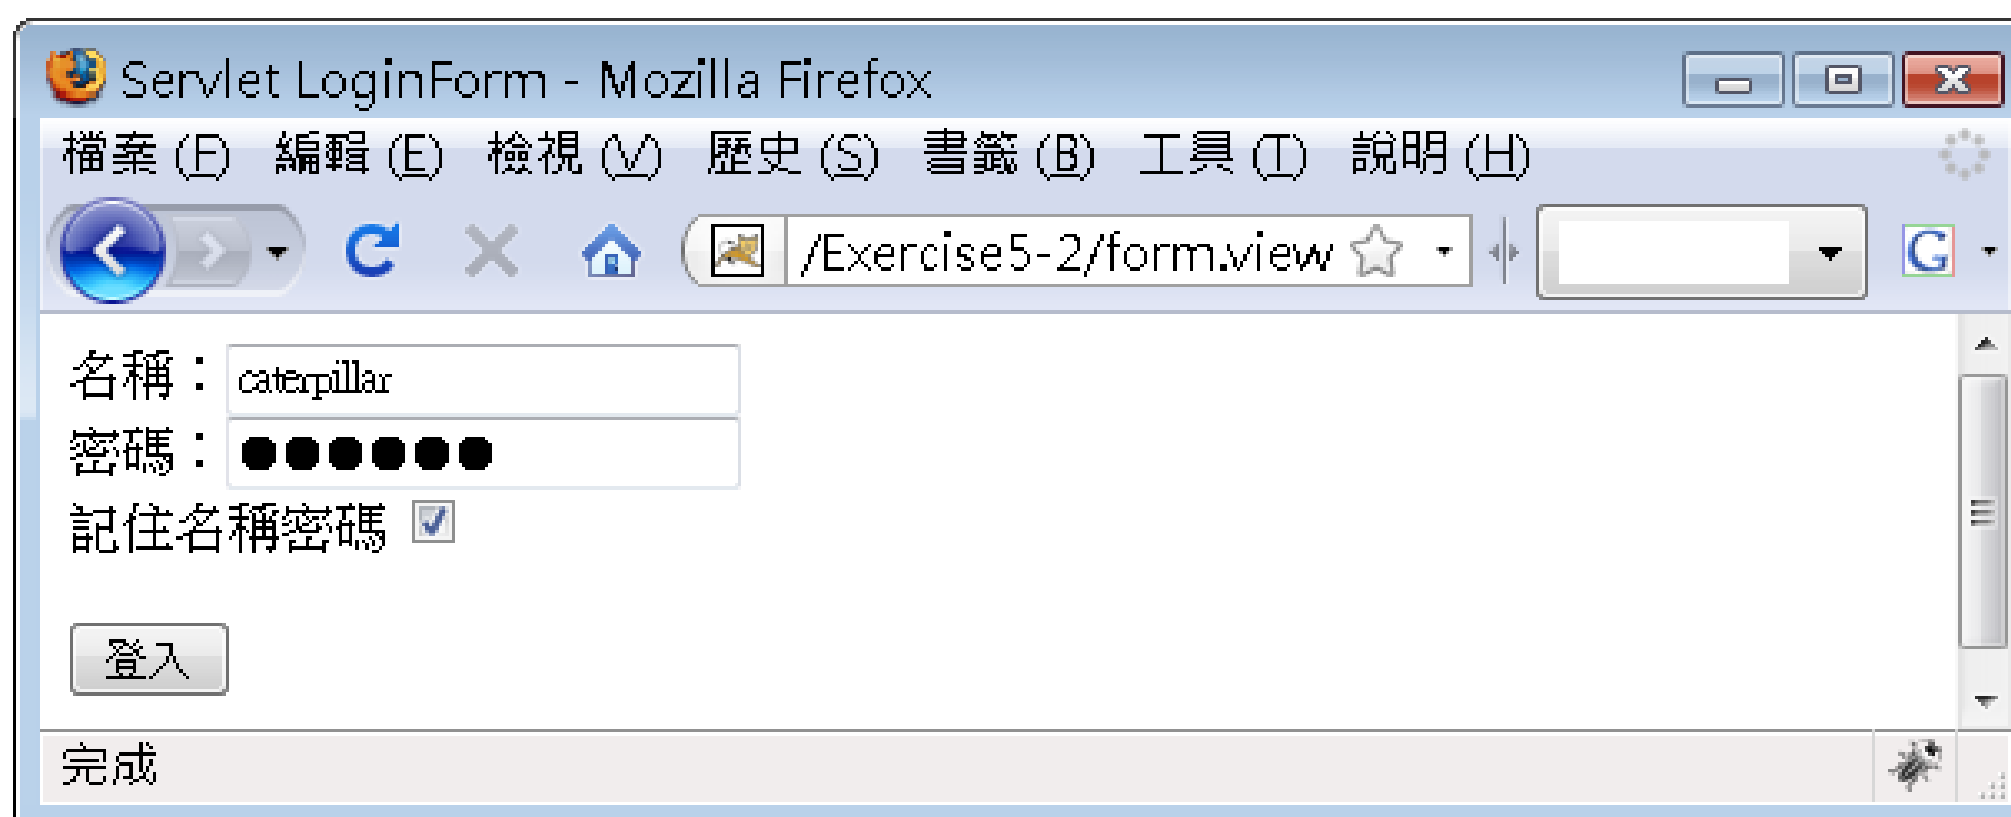 Servlet LoginForm - Mozilla Firefox
檔案 (F) 編輯 (E) 檢視 (V) 歷史 (S) 書籤 (B) 工具 (T) 說明 (H)
/Exercise5-2/form.view
G
名稱：caterpillar
密碼：●●●●●●
記住名稱密碼
登入
完成